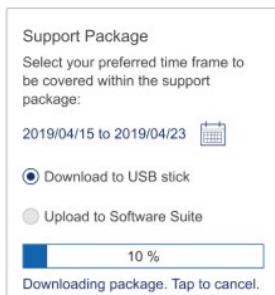 Support Package
Select your preferred time frame to
be covered within the support
package:
2019/04/15 to 2019/04/23
Download to USB stick
Upload to Software Suite
10 %
Downloading package. Tap to cancel.